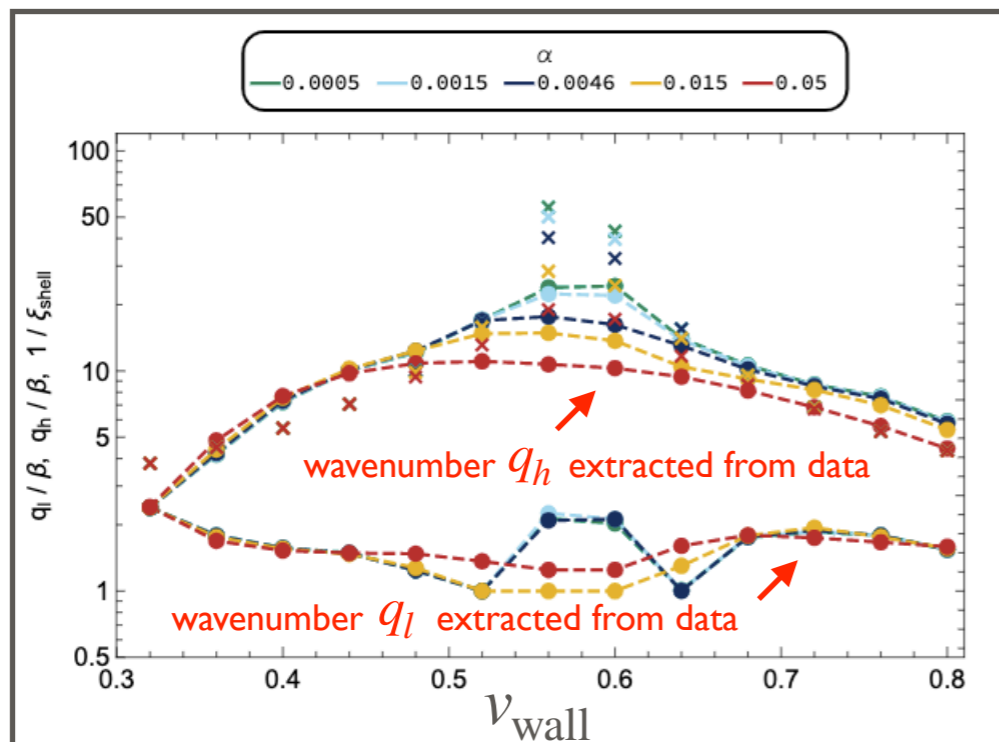 α
0.0005 0.0015 0.0046 0.015 0.05
q_l / β, q_h / β, 1 / ξ_shell
100
50
10
5
1
0.5
wavenumber q_h extracted from data
wavenumber q_l extracted from data
0.3 0.4 0.5 0.6 0.7 0.8
v_wall